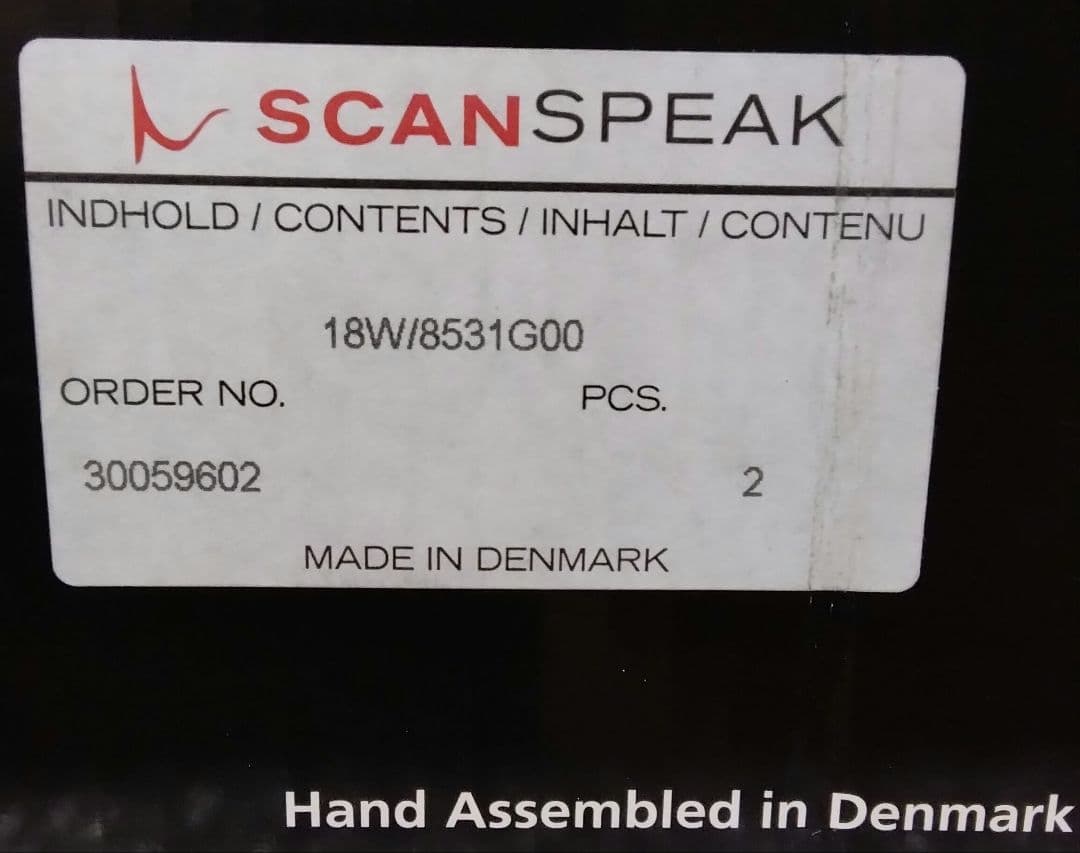 SCANSPEAK
INDHOLD / CONTENTS / INHALT / CONTENU
18W/8531G00
ORDER NO. PCS.
30059602 2
MADE IN DENMARK
Hand Assembled in Denmark